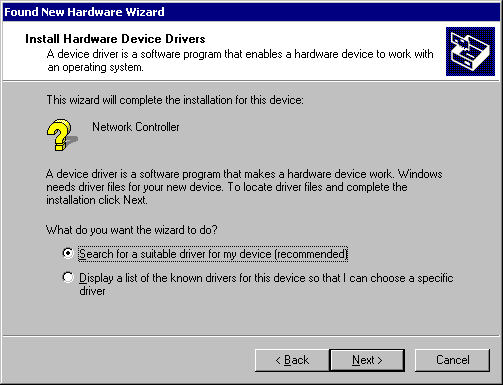 Found New Hardware Wizard
Install Hardware Device Drivers
A device driver is a software program that enables a hardware device to work with
an operating system.
This wizard will complete the installation for this device:
Network Controller
A device driver is a software program that makes a hardware device work. Windows
needs driver files for your new device. To locate driver files and complete the
installation click Next.
What do you want the wizard to do?
Search for a suitable driver for my device (recommended)
Display a list of the known drivers for this device so that I can choose a specific
driver
< Back
Next >
Cancel